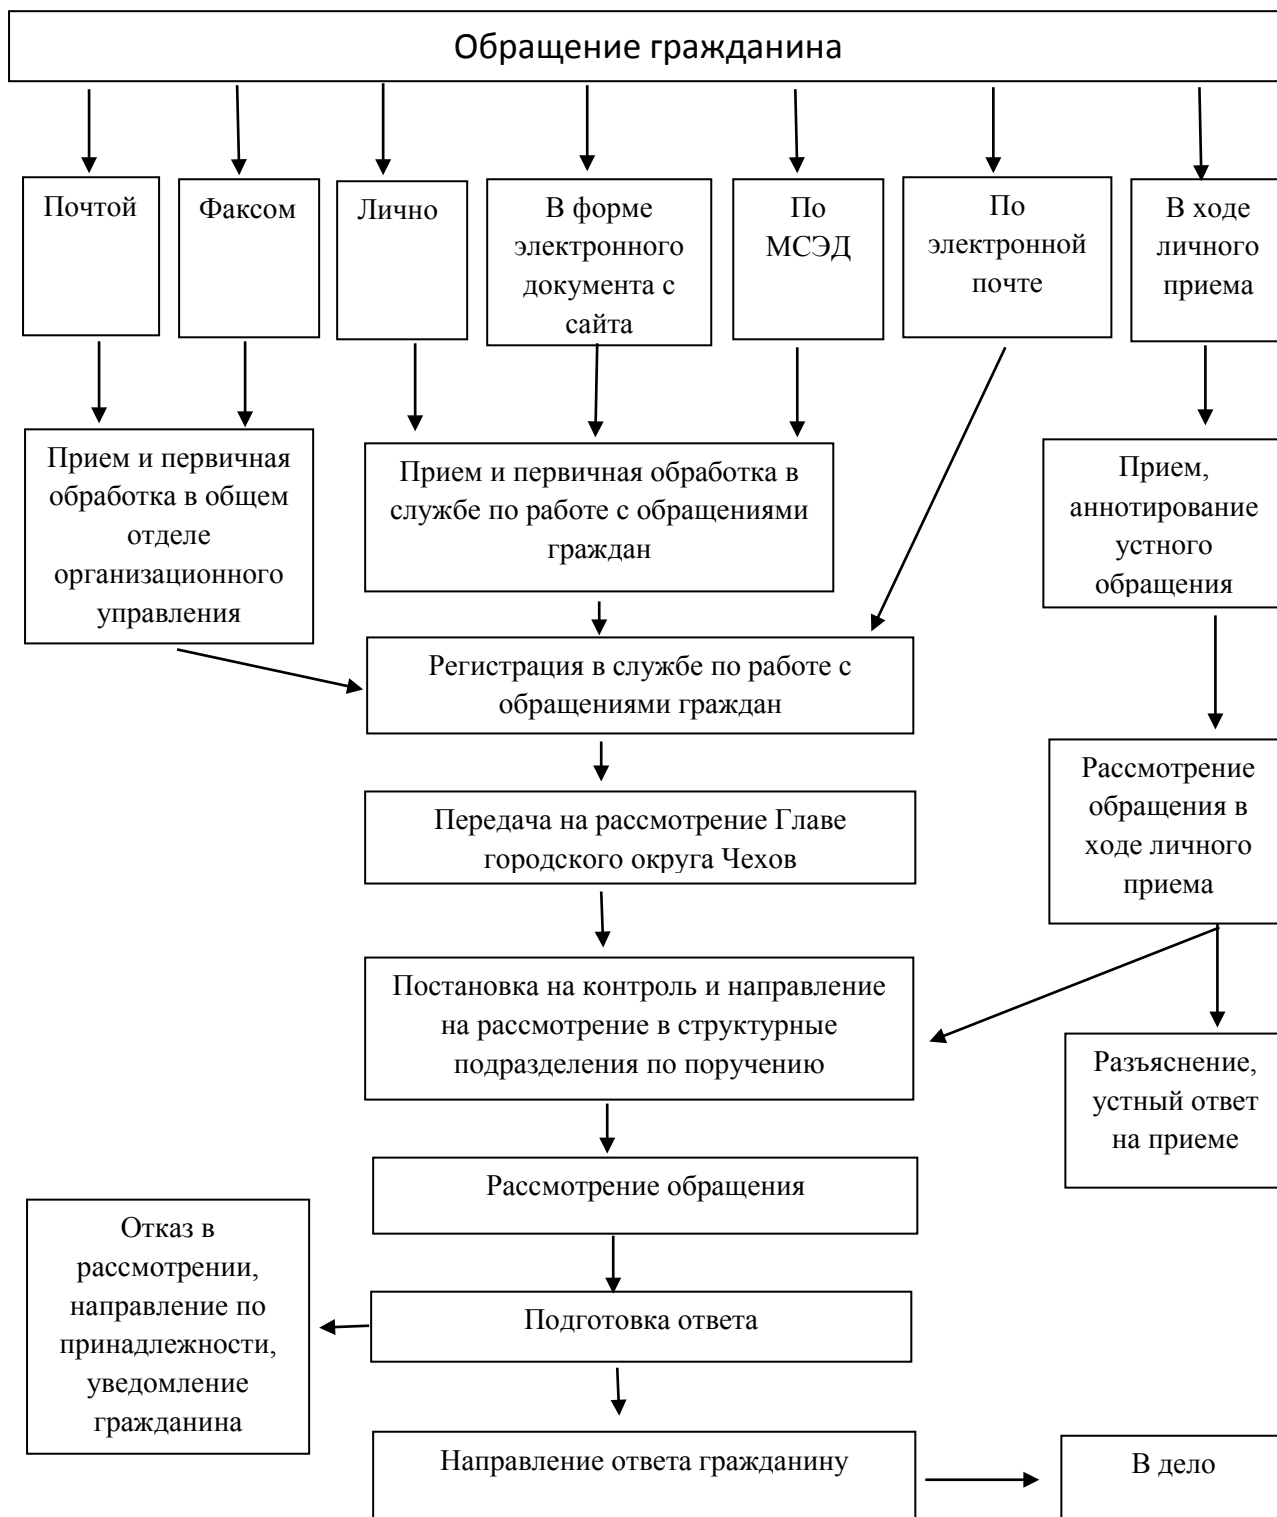 Обращение гражданина
Почтой
Факсом
Лично
В форме
электронного
документа с
сайта
По
МСЭД
По
электронной
почте
В ходе
личного
приема
Прием и первичная
обработка в общем
отделе
организационного
управления
Прием и первичная обработка в
службе по работе с обращениями
граждан
Прием,
аннотирование
устного
обращения
Регистрация в службе по работе с
обращениями граждан
Передача на рассмотрение Главе
городского округа Чехов
Рассмотрение
обращения в
ходе личного
приема
Постановка на контроль и направление
на рассмотрение в структурные
подразделения по поручению
Разъяснение,
устный ответ
на приеме
Рассмотрение обращения
Отказ в
рассмотрении,
направление по
принадлежности,
уведомление
гражданина
Подготовка ответа
Направление ответа гражданину
В дело